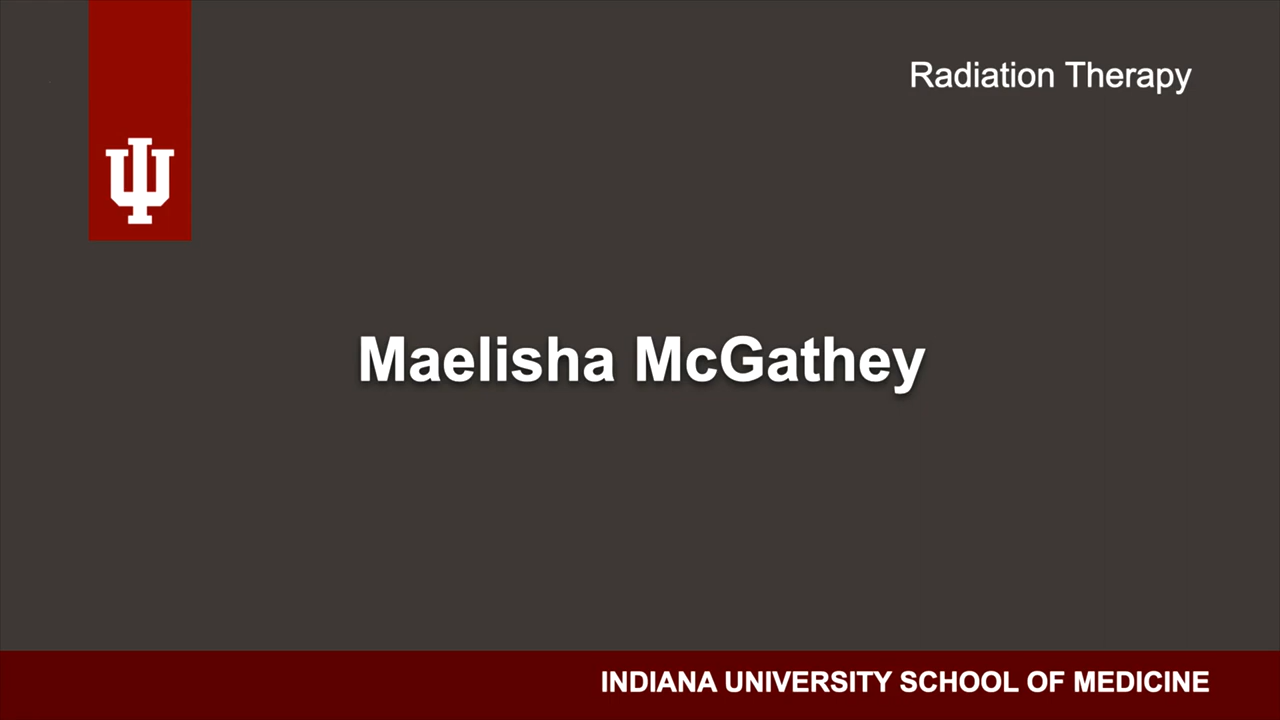 Radiation Therapy
Maelisha McGathey
INDIANA UNIVERSITY SCHOOL OF MEDICINE